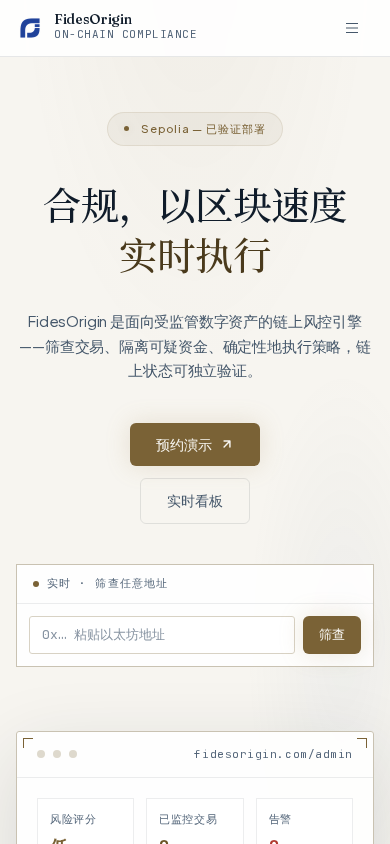 FidesOrigin
ON-CHAIN COMPLIANCE
Sepolia — 已验证部署
合规，以区块速度
实时执行
FidesOrigin 是面向受监管数字资产的链上风控引擎
——筛查交易、隔离可疑资金、确定性地执行策略，链
上状态可独立验证。
预约演示
实时看板
实时 · 筛查任意地址
0x… 粘贴以太坊地址
筛查
fidesorigin.com/admin
风险评分
已监控交易
告警